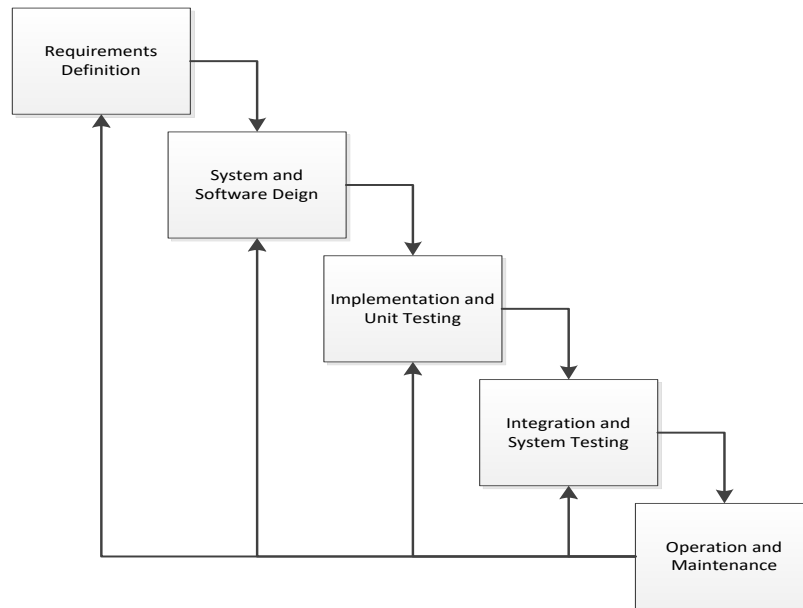 Requirements
Definition
System and
Software Deign
Implementation and
Unit Testing
Integration and
System Testing
Operation and
Maintenance